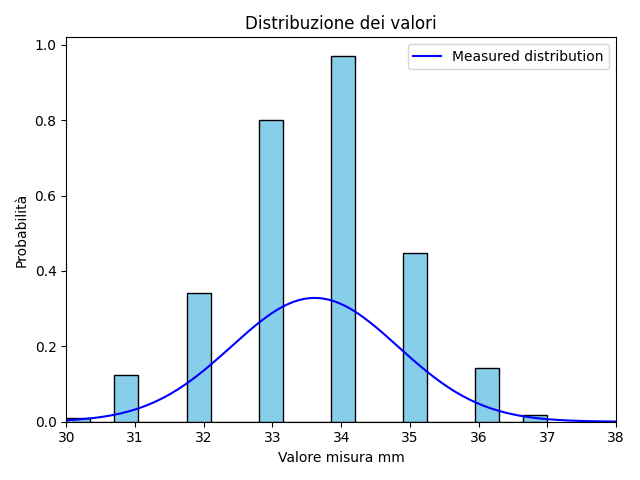 Distribuzione dei valori
Measured distribution
Probabilità
1.0
0.8
0.6
0.4
0.2
0.0
30 31 32 33 34 35 36 37 38
Valore misura mm